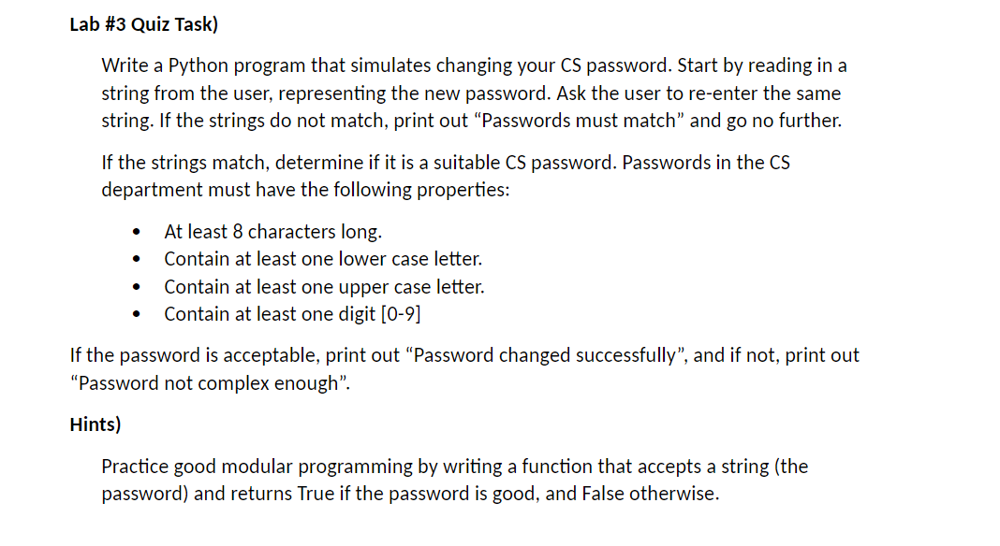 Lab #3 Quiz Task)
Write a Python program that simulates changing your CS password. Start by reading in a
string from the user, representing the new password. Ask the user to re-enter the same
string. If the strings do not match, print out “Passwords must match” and go no further.
If the strings match, determine if it is a suitable CS password. Passwords in the CS
department must have the following properties:
• At least 8 characters long.
• Contain at least one lower case letter.
• Contain at least one upper case letter.
• Contain at least one digit [0-9]
If the password is acceptable, print out “Password changed successfully”, and if not, print out
“Password not complex enough”.
Hints)
Practice good modular programming by writing a function that accepts a string (the
password) and returns True if the password is good, and False otherwise.